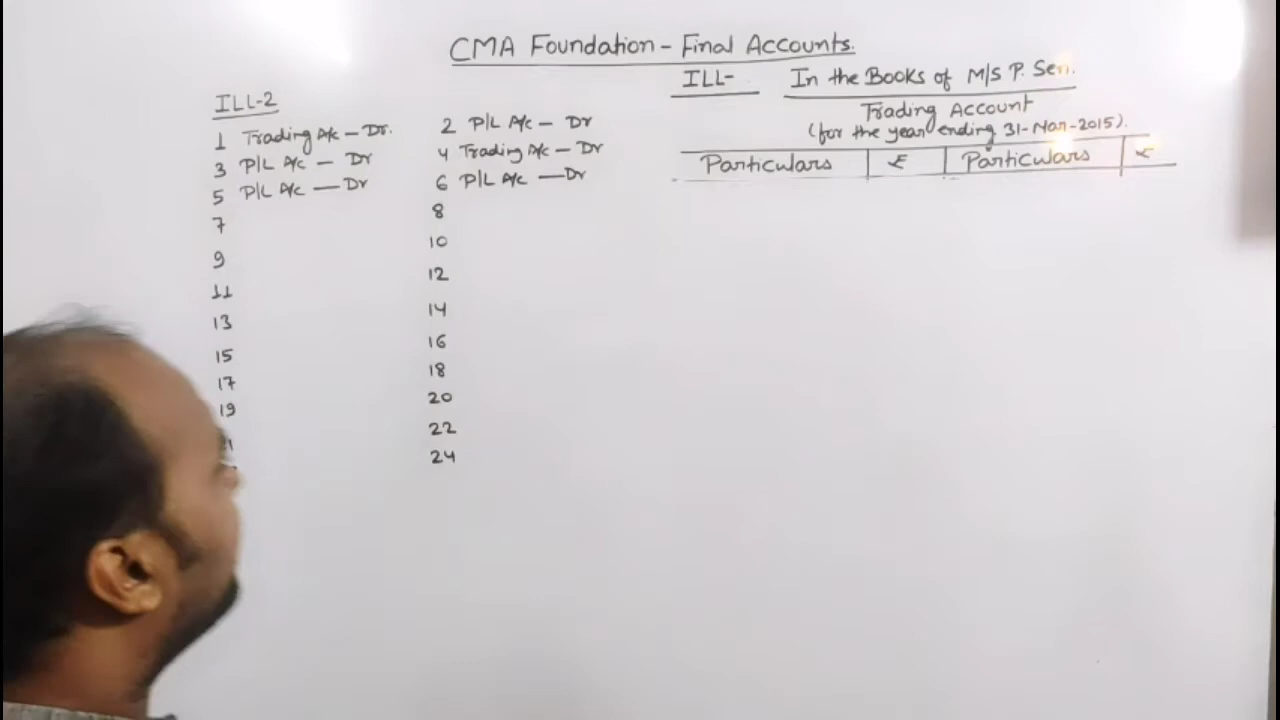 CMA Foundation - Final Accounts.
ILL-2
1 Trading A/c - Dr.
2 P/L A/c - Dr
3 P/L A/c - Dr
4 Trading A/c - Dr
5 P/L A/c - Dr
6 P/L A/c - Dr
7
8
9
10
11
12
13
14
15
16
17
18
19
20
22
24
ILL- In the Books of M/S P. Sen.
Trading Account
(for the year ending 31-Mar-2015).
Particulars ₹ Particulars ₹